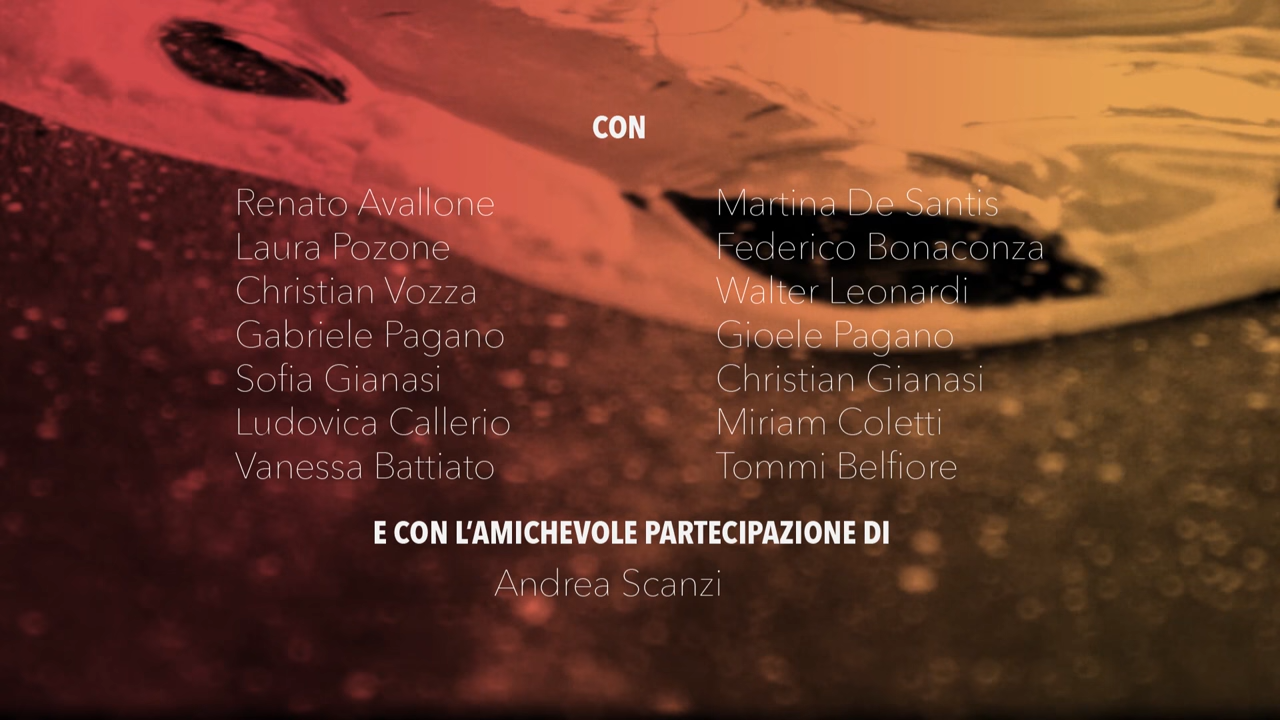 CON
Renato Avallone
Laura Pozone
Christian Vozza
Gabriele Pagano
Sofia Gianasi
Ludovica Callerio
Vanessa Battiato
Martina De Santis
Federico Bonaconza
Walter Leonardi
Gioele Pagano
Christian Gianasi
Miriam Coletti
Tommi Belfiore
E CON L'AMICHEVOLE PARTECIPAZIONE DI
Andrea Scanzi